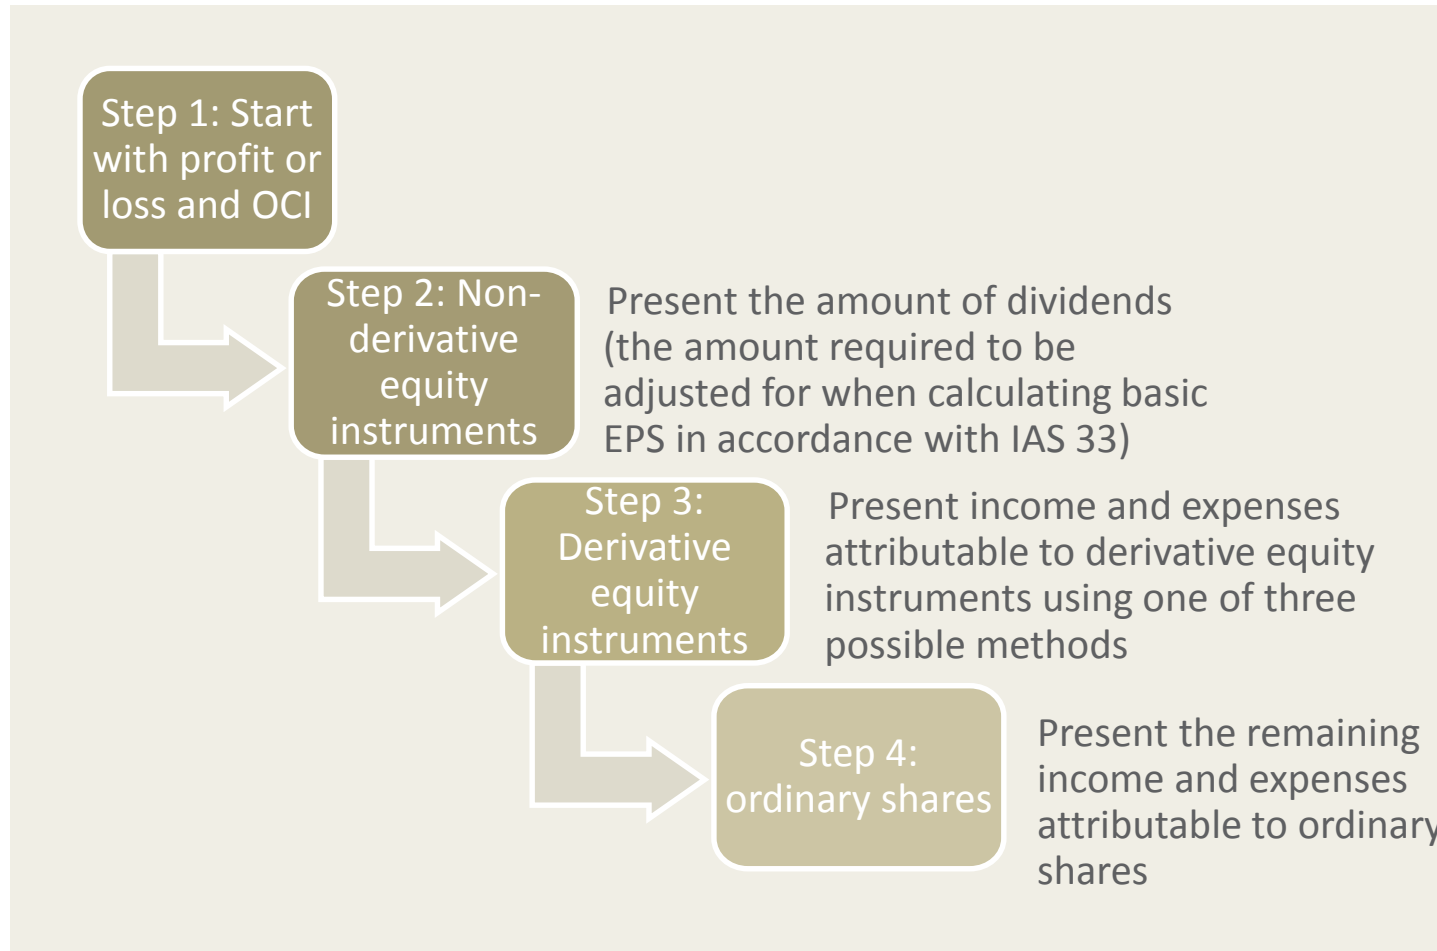 Step 1: Start
with profit or
loss and OCI
Step 2: Non-
derivative
equity
instruments
Present the amount of dividends
(the amount required to be
adjusted for when calculating basic
EPS in accordance with IAS 33)
Step 3:
Derivative
equity
instruments
Present income and expenses
attributable to derivative equity
instruments using one of three
possible methods
Step 4:
ordinary shares
Present the remaining
income and expenses
attributable to ordinary
shares